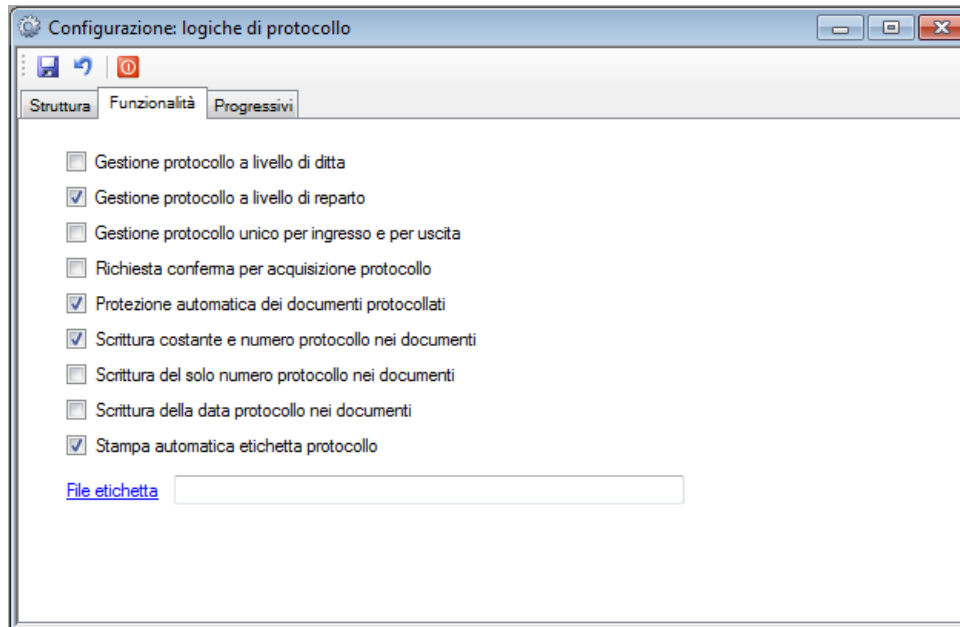 Configurazione: logiche di protocollo
Struttura Funzionalità Progressivi
Gestione protocollo a livello di ditta
Gestione protocollo a livello di reparto
Gestione protocollo unico per ingresso e per uscita
Richiesta conferma per acquisizione protocollo
Protezione automatica dei documenti protocollati
Scrittura costante e numero protocollo nei documenti
Scrittura del solo numero protocollo nei documenti
Scrittura della data protocollo nei documenti
Stampa automatica etichetta protocollo
File etichetta